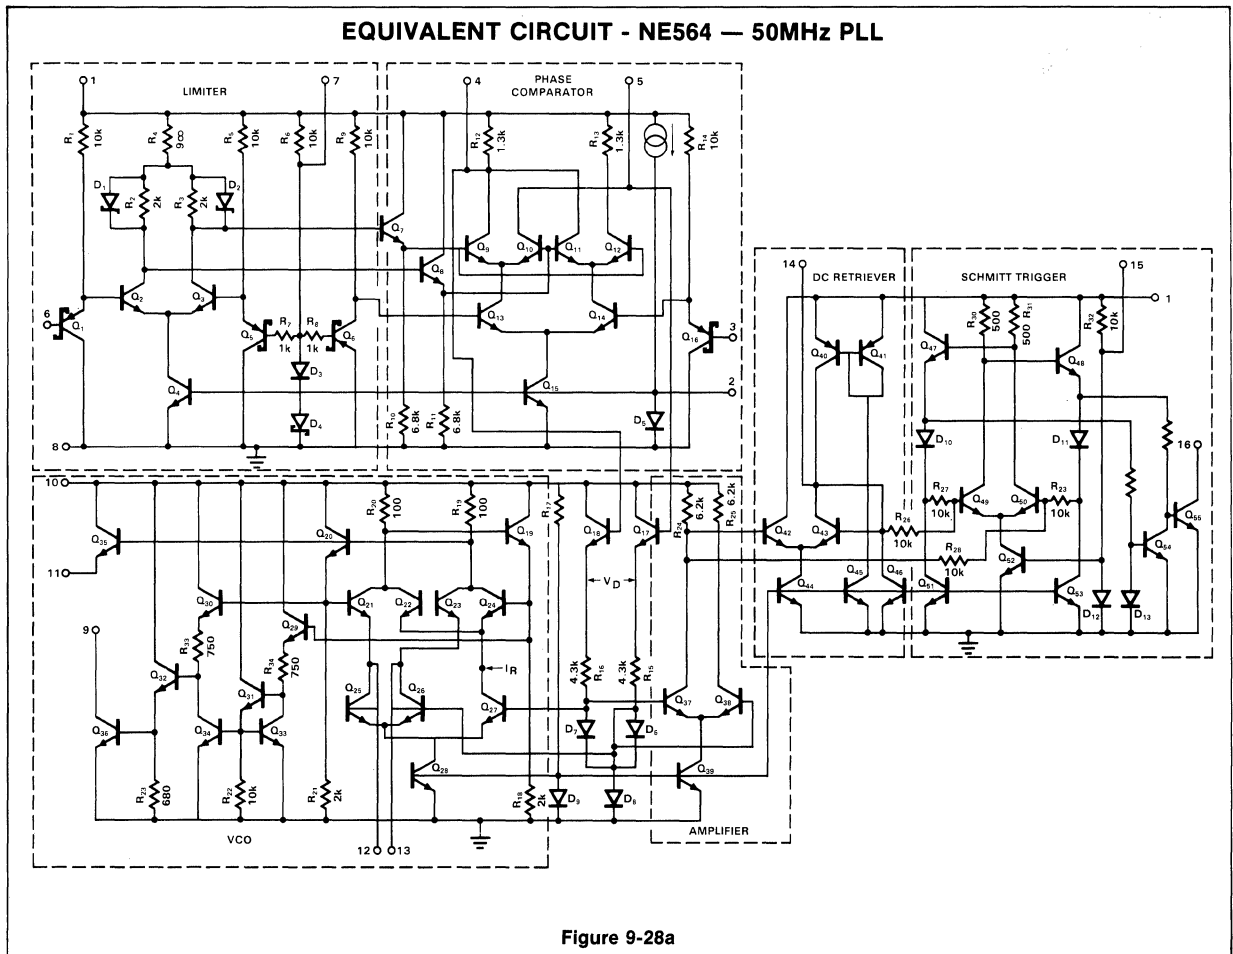 EQUIVALENT CIRCUIT - NE564 — 50MHz PLL
LIMITER
PHASE COMPARATOR
1
7
4
5
R1 10k
R4
R5 10k
R6 10k
R9 10k
R12 1.3k
R13 1.3k
R14 10k
D1
R2 2k
R3 2k
D2
Q7
Q8
Q9
Q10
Q11
Q12
Q2
Q3
Q13
Q14
6
Q1
Q5
R7 1k
R8 1k
Q6
Q16
3
D3
Q4
Q15
2
D4
R10 6.8k
R11 6.8k
D5
8
DC RETRIEVER
SCHMITT TRIGGER
14
15
1
R30 500
R31 500
R32 10k
Q40
Q41
Q47
Q48
D10
D11
16
R27 10k
Q49
Q50
R23 10k
Q42
Q43
R26 10k
R28 10k
Q52
Q54
Q55
Q44
Q45
Q46
Q51
Q53
D12
D13
10
R20 100
R19 100
R17
R24 6.2k
R25 6.2k
Q35
Q20
Q19
Q18
Q17
11
VD
Q30
Q21
Q22
Q23
Q24
9
Q29
R33 750
R34 750
IR
R16 4.3k
R15 4.3k
Q32
Q31
Q25
Q26
Q27
Q37
Q38
Q36
Q34
Q33
D7
D6
Q28
Q39
R23 680
R22 10k
R21 2k
R18 2k
D9
D8
VCO
12
13
AMPLIFIER
Figure 9-28a